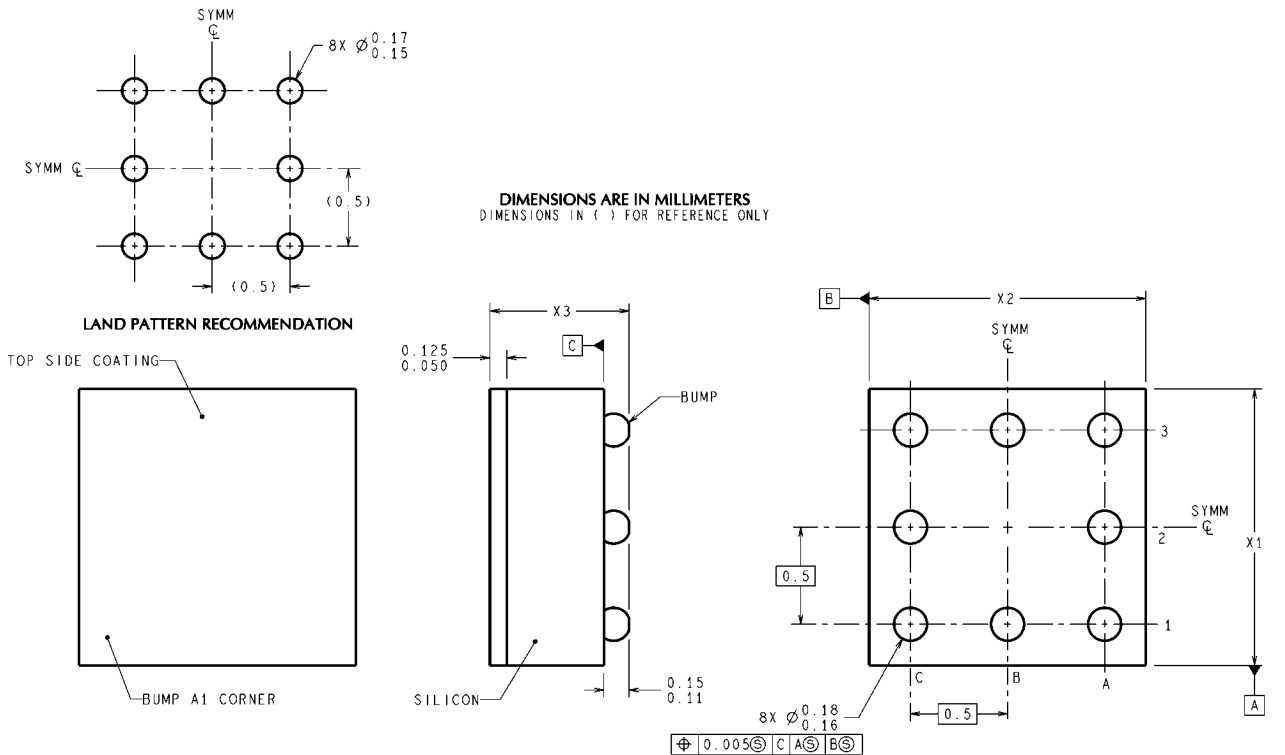 SYMM
℄
8X Ø 0.17
0.15
SYMM ℄
(0.5)
(0.5)
LAND PATTERN RECOMMENDATION
DIMENSIONS ARE IN MILLIMETERS
DIMENSIONS IN ( ) FOR REFERENCE ONLY
TOP SIDE COATING
BUMP A1 CORNER
X3
C
0.125
0.050
BUMP
SILICON
0.15
0.11
B
X2
SYMM
℄
3
SYMM
℄
2
X1
0.5
1
C B A
A
8X Ø 0.18
0.16
0.5
⌖ 0.005Ⓢ C AⓈ BⓈ